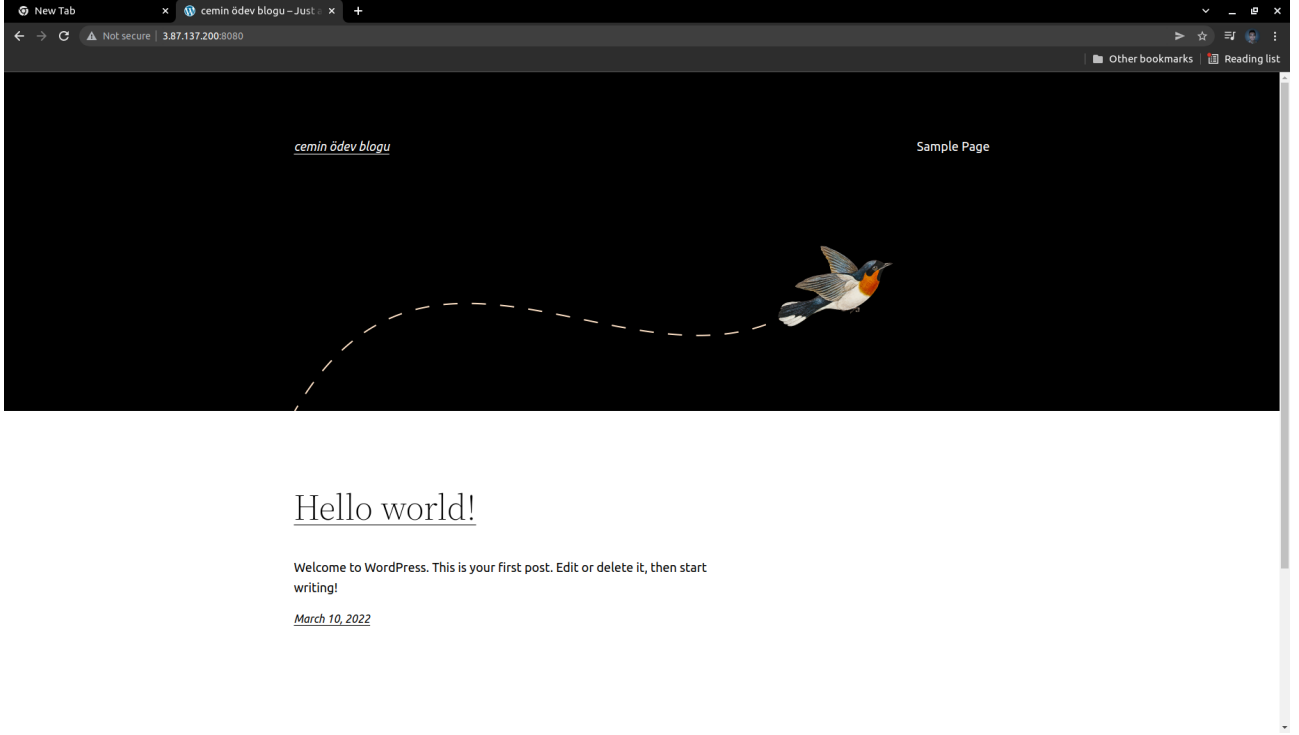 New Tab
cemin ödev blogu – Just a
Not secure
3.87.137.200:8080
Other bookmarks
Reading list
cemin ödev blogu
Sample Page
Hello world!
Welcome to WordPress. This is your first post. Edit or delete it, then start
writing!
March 10, 2022